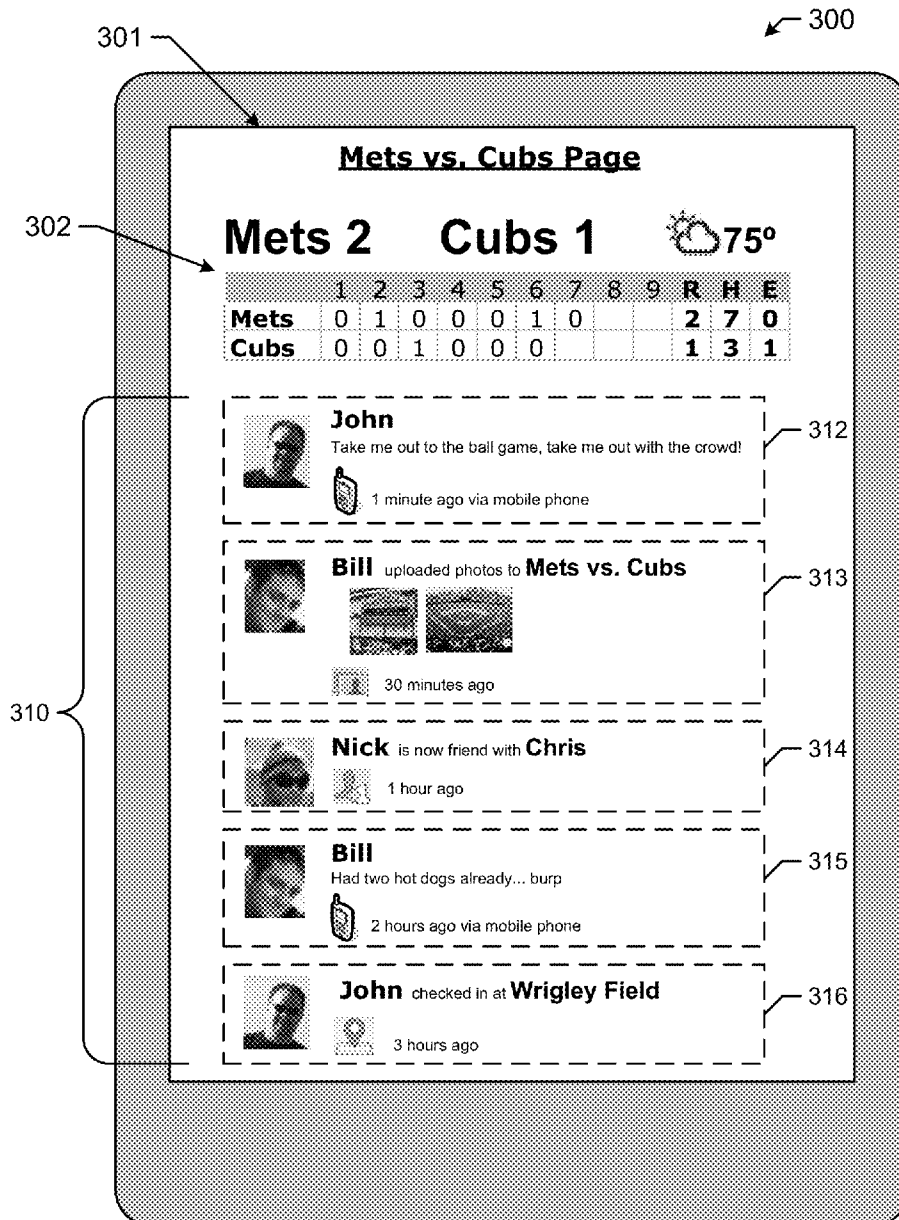 300
301
Mets vs. Cubs Page
302
Mets 2 Cubs 1 75º
1 2 3 4 5 6 7 8 9 R H E
Mets 0 1 0 0 0 1 0 2 7 0
Cubs 0 0 1 0 0 0 1 3 1
310
John
Take me out to the ball game, take me out with the crowd!
1 minute ago via mobile phone
312
Bill uploaded photos to Mets vs. Cubs
30 minutes ago
313
Nick is now friend with Chris
1 hour ago
314
Bill
Had two hot dogs already... burp
2 hours ago via mobile phone
315
John checked in at Wrigley Field
3 hours ago
316